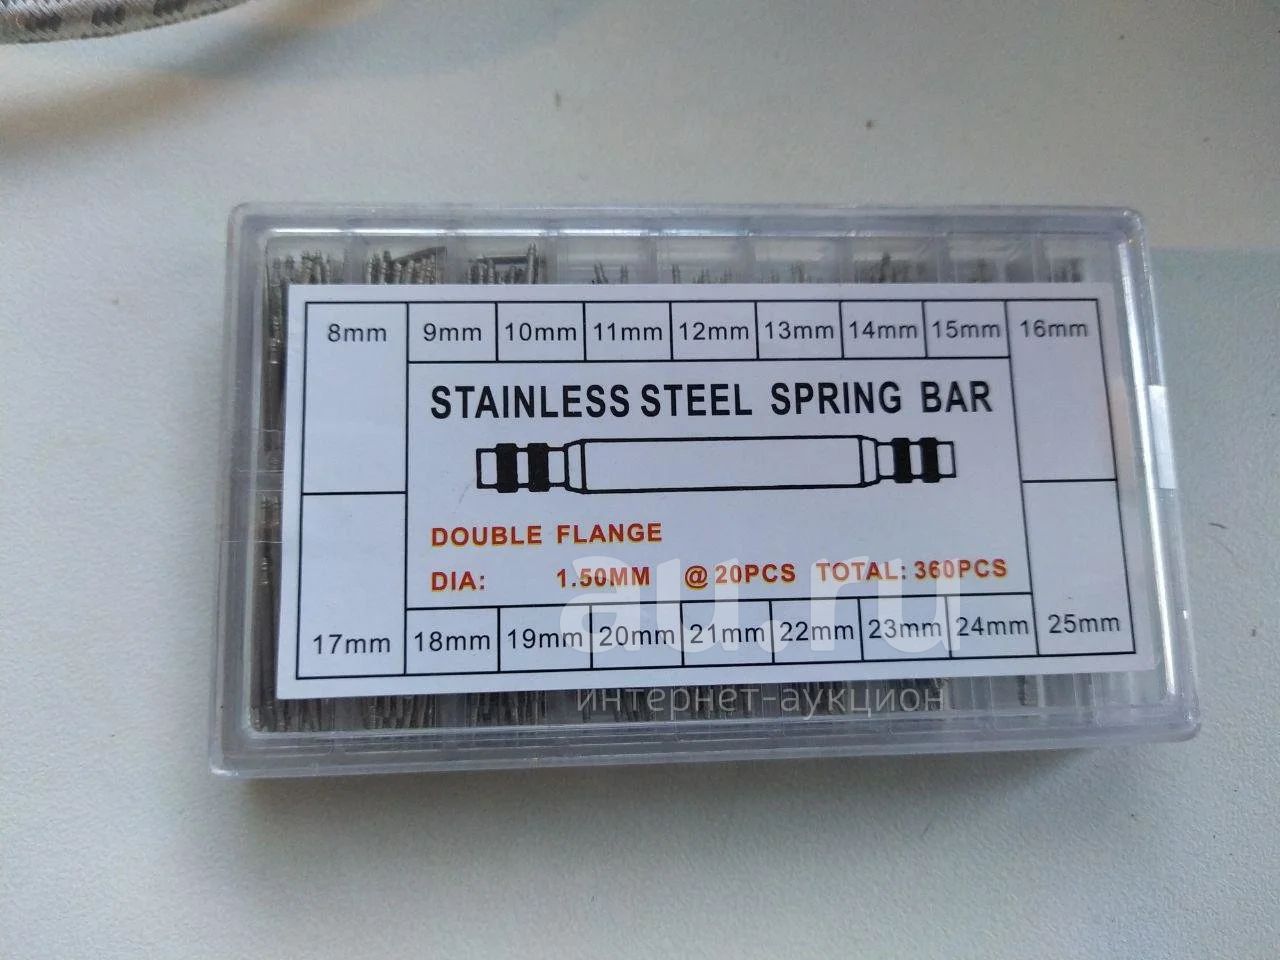 8mm 9mm 10mm 11mm 12mm 13mm 14mm 15mm 16mm
STAINLESS STEEL SPRING BAR
DOUBLE FLANGE
DIA: 1.50MM @ 20PCS TOTAL: 360PCS
17mm 18mm 19mm 20mm 21mm 22mm 23mm 24mm 25mm
au.ru
интернет-аукцион